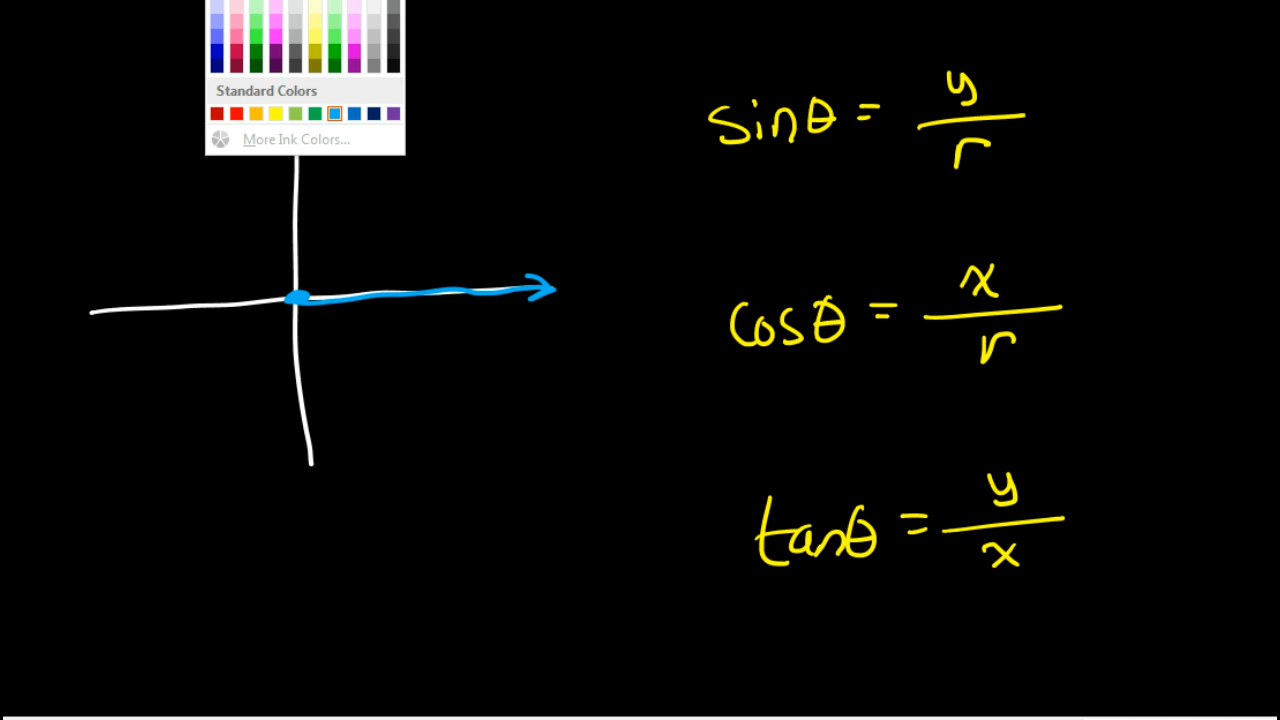 Standard Colors
More Ink Colors...
sinθ = y/r
cosθ = x/r
tanθ = y/x